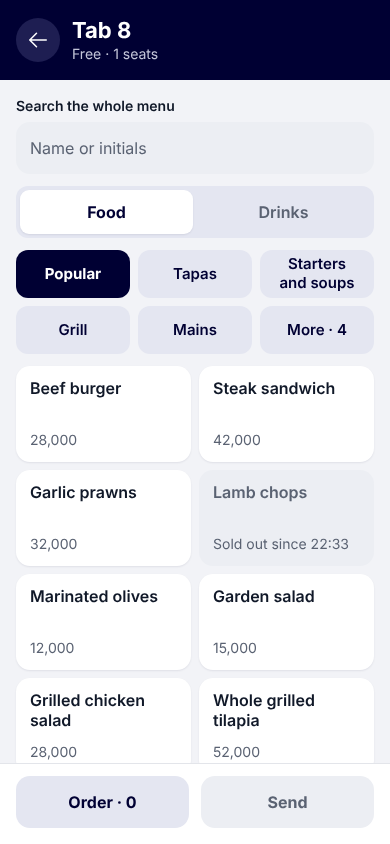 Tab 8
Free · 1 seats
Search the whole menu
Name or initials
Food
Drinks
Popular
Tapas
Starters
and soups
Grill
Mains
More · 4
Beef burger
28,000
Steak sandwich
42,000
Garlic prawns
32,000
Lamb chops
Sold out since 22:33
Marinated olives
12,000
Garden salad
15,000
Grilled chicken
salad
28,000
Whole grilled
tilapia
52,000
Order · 0
Send